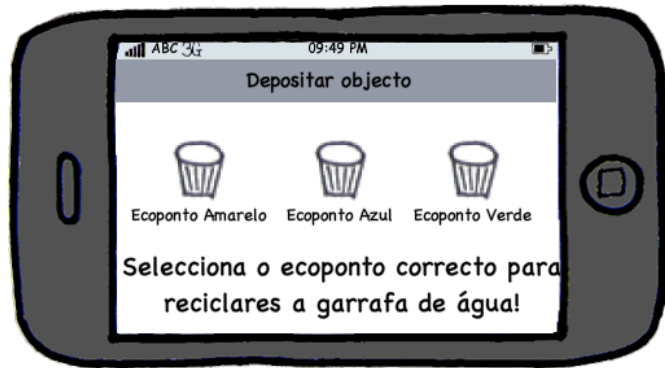 ABC 3G 09:49 PM
Depositar objecto
Ecoponto Amarelo Ecoponto Azul Ecoponto Verde
Selecciona o ecoponto correcto para
reciclares a garrafa de água!